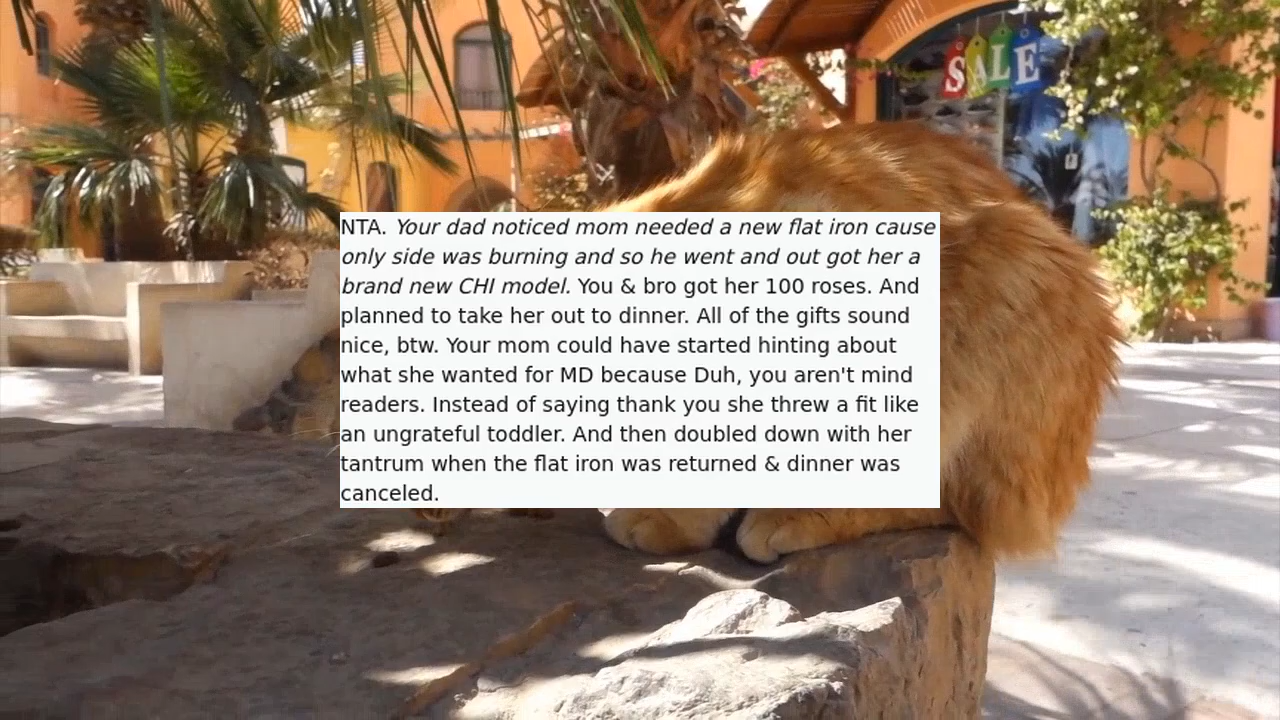 SALE
NTA. Your dad noticed mom needed a new flat iron cause
only side was burning and so he went and out got her a
brand new CHI model. You & bro got her 100 roses. And
planned to take her out to dinner. All of the gifts sound
nice, btw. Your mom could have started hinting about
what she wanted for MD because Duh, you aren't mind
readers. Instead of saying thank you she threw a fit like
an ungrateful toddler. And then doubled down with her
tantrum when the flat iron was returned & dinner was
canceled.